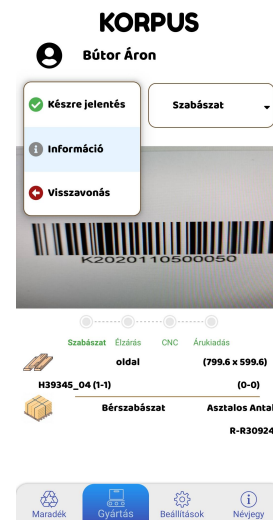 KORPUS
Bútor Áron
Készre jelentés
Szabászat
Információ
Visszavonás
K20201105000050
Szabászat Élzárás CNC Árukiadás
oldal (799.6 x 599.6)
H39345_04 (1-1) (0-0)
Bérszabászat Asztalos Antal
R-R30924
Maradék Gyártás Beállítások Névjegy